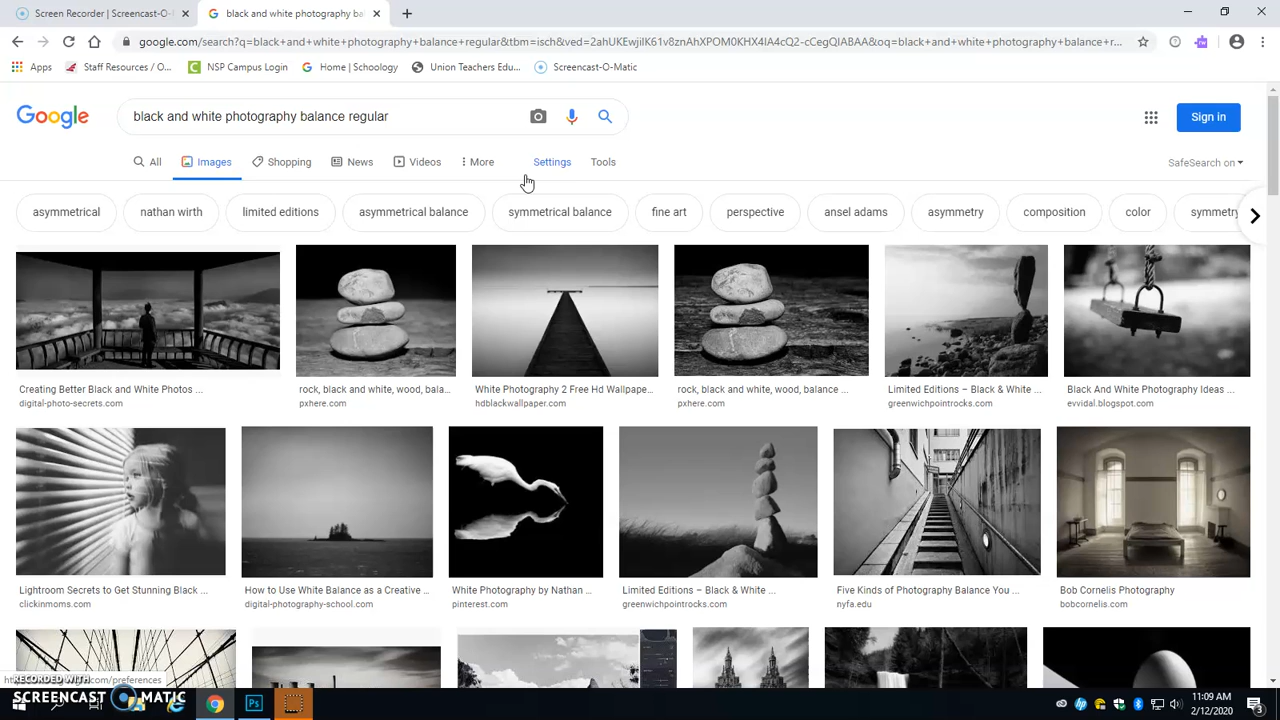 Screen Recorder | Screencast-O-
black and white photography ba
google.com/search?q=black+and+white+photography+balance+regular&tbm=isch&ved=2ahUKEwjilK61v8znAhXPOM0KHX4IA4cQ2-cCegQIABAA&oq=black+and+white+photography+balance+r...
Apps
Staff Resources / O...
NSP Campus Login
Home | Schoology
Union Teachers Edu...
Screencast-O-Matic
Google
black and white photography balance regular
Sign in
All
Images
Shopping
News
Videos
More
Settings
Tools
SafeSearch on
asymmetrical
nathan wirth
limited editions
asymmetrical balance
symmetrical balance
fine art
perspective
ansel adams
asymmetry
composition
color
symmetry
Creating Better Black and White Photos ...
digital-photo-secrets.com
rock, black and white, wood, bala...
pxhere.com
White Photography 2 Free Hd Wallpape...
hdblackwallpaper.com
rock, black and white, wood, balance ...
pxhere.com
Limited Editions – Black & White ...
greenwichpointrocks.com
Black And White Photography Ideas ...
evvidal.blogspot.com
Lightroom Secrets to Get Stunning Black ...
clickinmoms.com
How to Use White Balance as a Creative ...
digital-photography-school.com
White Photography by Nathan ...
pinterest.com
Limited Editions – Black & White ...
greenwichpointrocks.com
Five Kinds of Photography Balance You ...
nyfa.edu
Bob Cornelis Photography
bobcornelis.com
com/preferences
RECORDED WITH
SCREENCAST MATIC
11:09 AM
2/12/2020